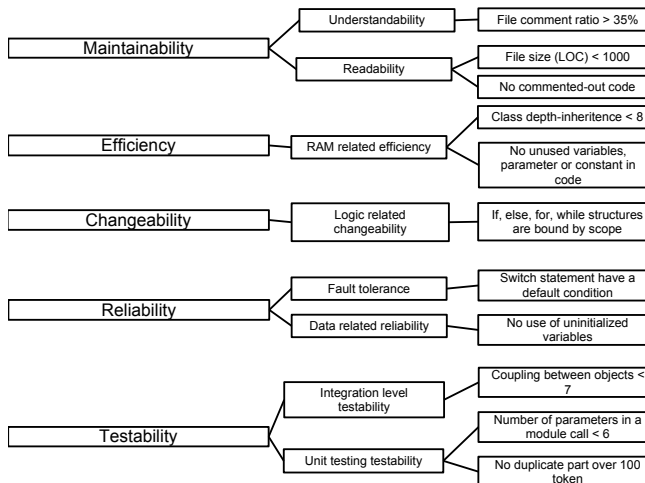 Maintainability
Understandability
File comment ratio > 35%
Readability
File size (LOC) < 1000
No commented-out code
Efficiency
RAM related efficiency
Class depth-inheritence < 8
No unused variables,
parameter or constant in
code
Changeability
Logic related
changeability
If, else, for, while structures
are bound by scope
Reliability
Fault tolerance
Switch statement have a
default condition
Data related reliability
No use of uninitialized
variables
Testability
Integration level
testability
Coupling between objects <
7
Unit testing testability
Number of parameters in a
module call < 6
No duplicate part over 100
token